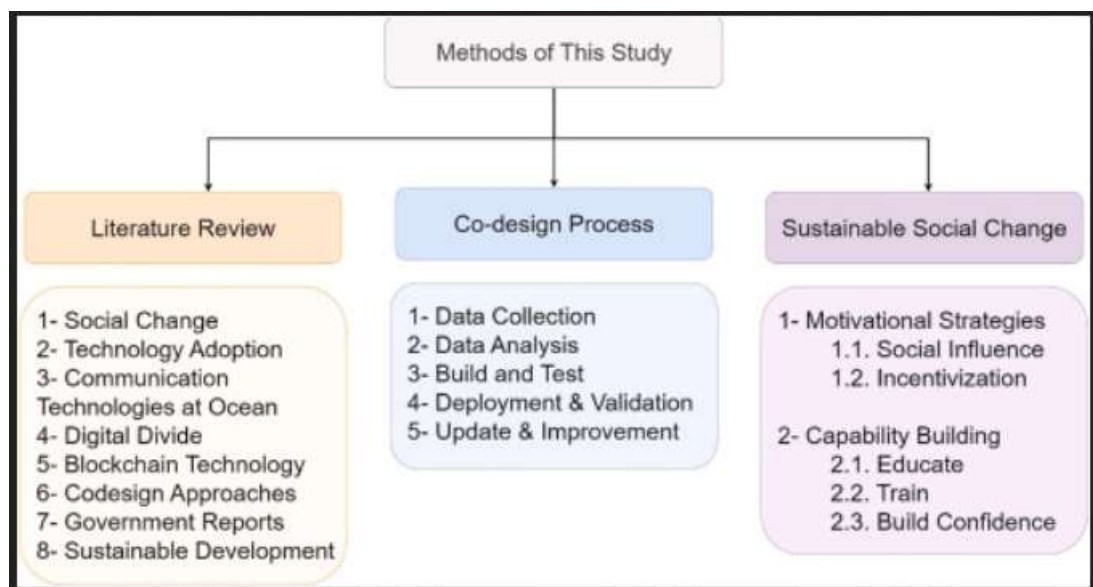 Methods of This Study
Literature Review
1- Social Change
2- Technology Adoption
3- Communication
Technologies at Ocean
4- Digital Divide
5- Blockchain Technology
6- Codesign Approaches
7- Government Reports
8- Sustainable Development
Co-design Process
1- Data Collection
2- Data Analysis
3- Build and Test
4- Deployment & Validation
5- Update & Improvement
Sustainable Social Change
1- Motivational Strategies
1.1. Social Influence
1.2. Incentivization
2- Capability Building
2.1. Educate
2.2. Train
2.3. Build Confidence